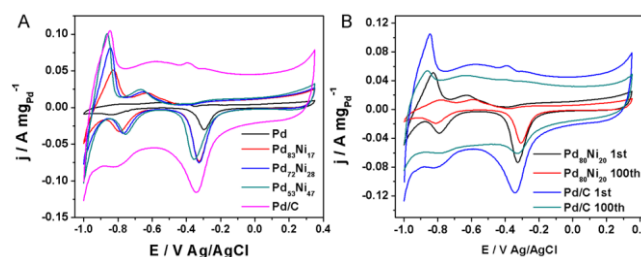 A
j / A mg_Pd^-1
0.10
0.05
0.00
-0.05
-0.10
-0.15
-1.0 -0.8 -0.6 -0.4 -0.2 0.0 0.2 0.4
E / V Ag/AgCl
Pd
Pd83Ni17
Pd72Ni28
Pd53Ni47
Pd/C
B
j / A mg_Pd^-1
0.12
0.08
0.04
0.00
-0.04
-0.08
-0.12
-1.0 -0.8 -0.6 -0.4 -0.2 0.0 0.2 0.4
E / V Ag/AgCl
Pd80Ni20 1st
Pd80Ni20 100th
Pd/C 1st
Pd/C 100th